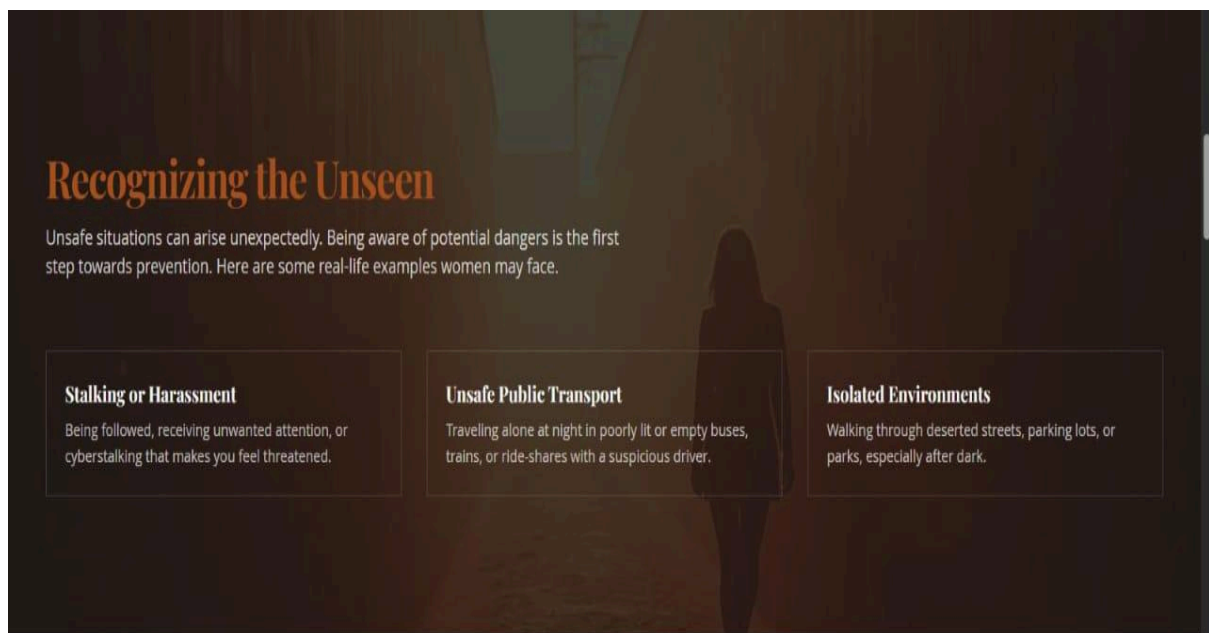 Recognizing the Unseen
Unsafe situations can arise unexpectedly. Being aware of potential dangers is the first
step towards prevention. Here are some real-life examples women may face.
Stalking or Harassment
Being followed, receiving unwanted attention, or
cyberstalking that makes you feel threatened.
Unsafe Public Transport
Traveling alone at night in poorly lit or empty buses,
trains, or ride-shares with a suspicious driver.
Isolated Environments
Walking through deserted streets, parking lots, or
parks, especially after dark.